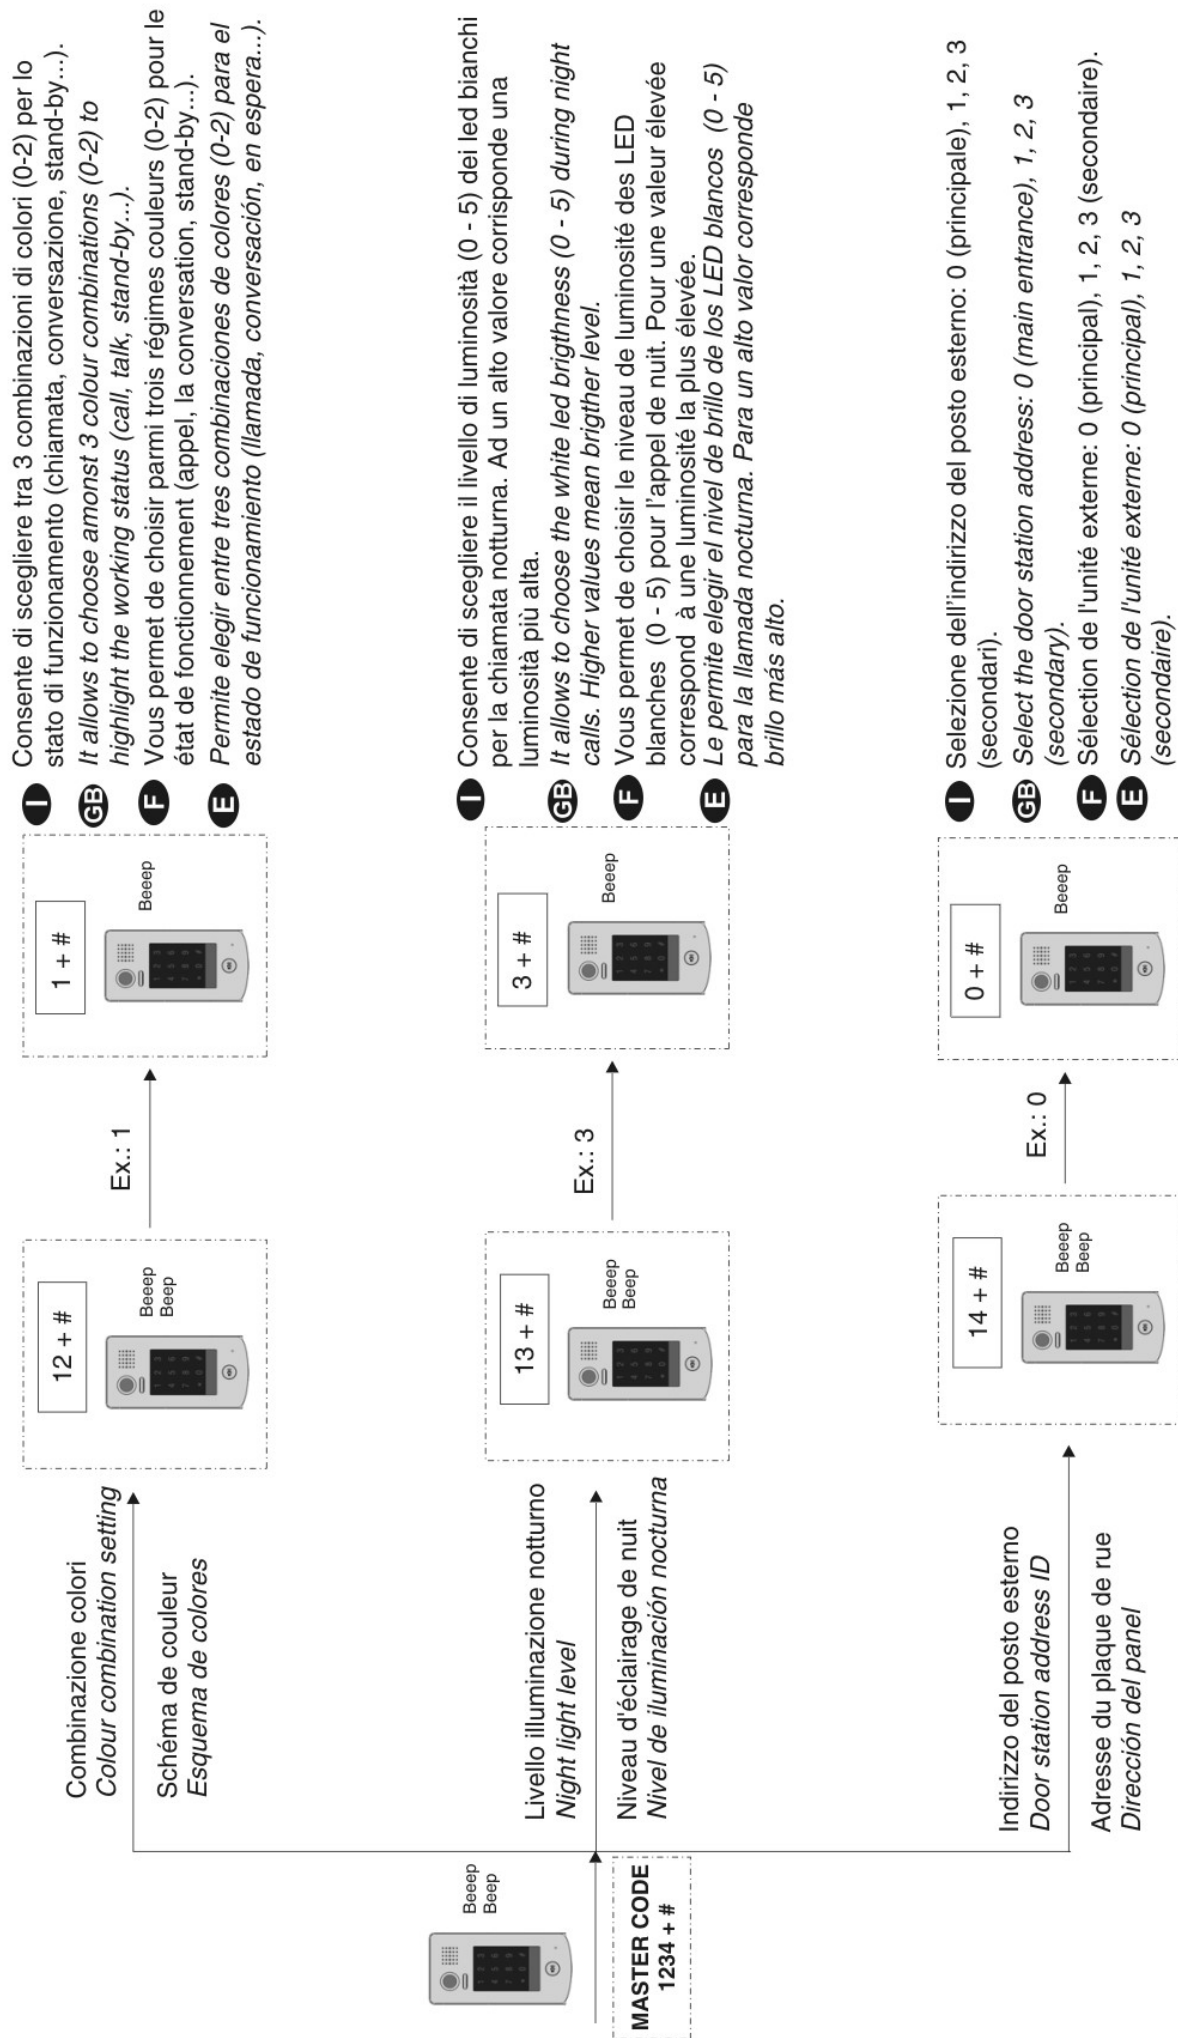 Beeep
Beep
MASTER CODE
1234 + #
Combinazione colori
Colour combination setting
Schéma de couleur
Esquema de colores
12 + #
Beeep
Beep
Ex.: 1
1 + #
Beeep
I Consente di scegliere tra 3 combinazioni di colori (0-2) per lo
stato di funzionamento (chiamata, conversazione, stand-by...).
GB It allows to choose amonst 3 colour combinations (0-2) to
highlight the working status (call, talk, stand-by...).
F Vous permet de choisir parmi trois régimes couleurs (0-2) pour le
état de fonctionnement (appel, la conversation, stand-by...).
E Permite elegir entre tres combinaciones de colores (0-2) para el
estado de funcionamiento (llamada, conversación, en espera...).
Livello illuminazione notturno
Night light level
Niveau d'éclairage de nuit
Nivel de iluminación nocturna
13 + #
Beeep
Beep
Ex.: 3
3 + #
Beeep
I Consente di scegliere il livello di luminosità (0 - 5) dei led bianchi
per la chiamata notturna. Ad un alto valore corrisponde una
luminosità più alta.
GB It allows to choose the white led brigthness (0 - 5) during night
calls. Higher values mean brigther level.
F Vous permet de choisir le niveau de luminosité des LED
blanches (0 - 5) pour l'appel de nuit. Pour une valeur élevée
correspond à une luminosité la plus élevée.
E Le permite elegir el nivel de brillo de los LED blancos (0 - 5)
para la llamada nocturna. Para un alto valor corresponde
brillo más alto.
Indirizzo del posto esterno
Door station address ID
Adresse du plaque de rue
Dirección del panel
14 + #
Beeep
Beep
Ex.: 0
0 + #
Beeep
I Selezione dell'indirizzo del posto esterno: 0 (principale), 1, 2, 3
(secondari).
GB Select the door station address: 0 (main entrance), 1, 2, 3
(secondary).
F Sélection de l'unité externe: 0 (principal), 1, 2, 3 (secondaire).
E Sélection de l'unité externe: 0 (principal), 1, 2, 3
(secondaire).